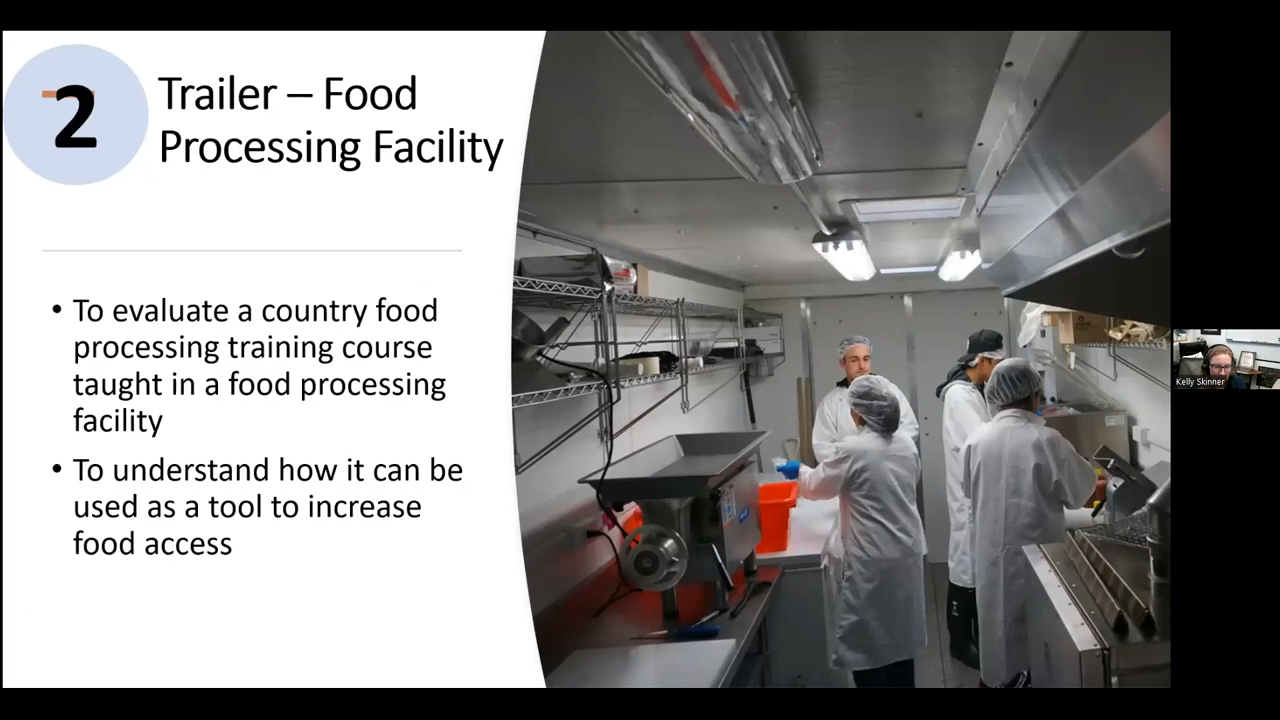 2
Trailer – Food
Processing Facility
• To evaluate a country food
processing training course
taught in a food processing
facility
• To understand how it can be
used as a tool to increase
food access
Kelly Skinner